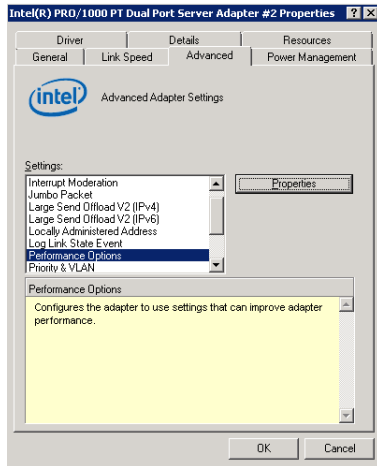 Intel(R) PRO/1000 PT Dual Port Server Adapter #2 Properties
Driver Details Resources
General Link Speed Advanced Power Management
intel Advanced Adapter Settings
Settings:
Interrupt Moderation
Jumbo Packet
Large Send Offload V2 (IPv4)
Large Send Offload V2 (IPv6)
Locally Administered Address
Log Link State Event
Performance Options
Priority & VLAN
Properties
Performance Options
Configures the adapter to use settings that can improve adapter
performance.
OK Cancel